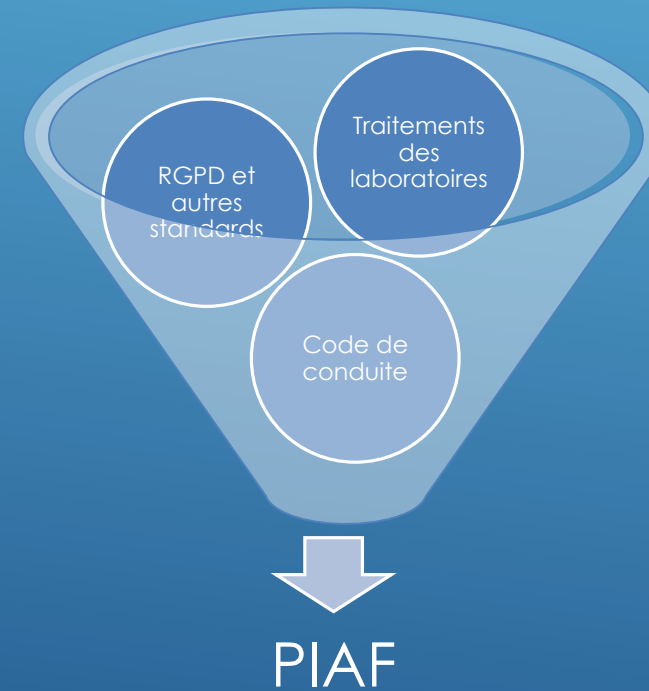 Traitements
des
laboratoires
RGPD et
autres
standards
Code de
conduite
PIAF